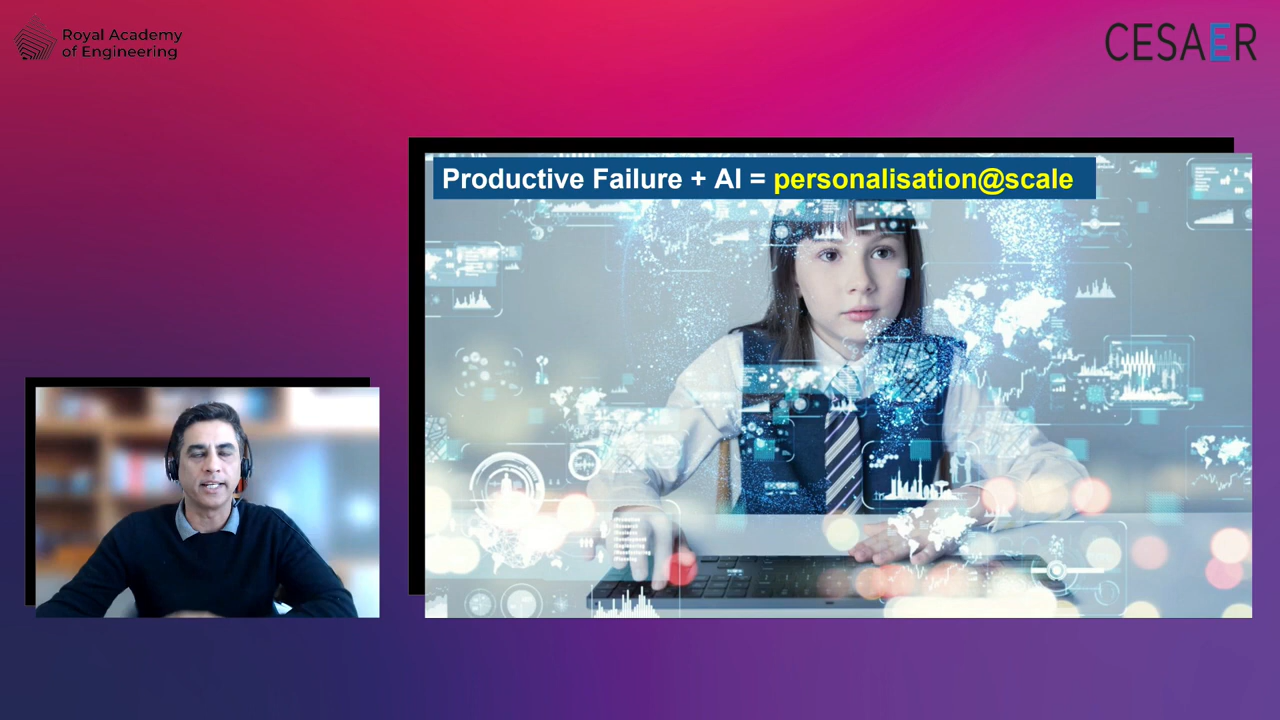 Royal Academy
of Engineering
CESAER
Productive Failure + AI = personalisation@scale